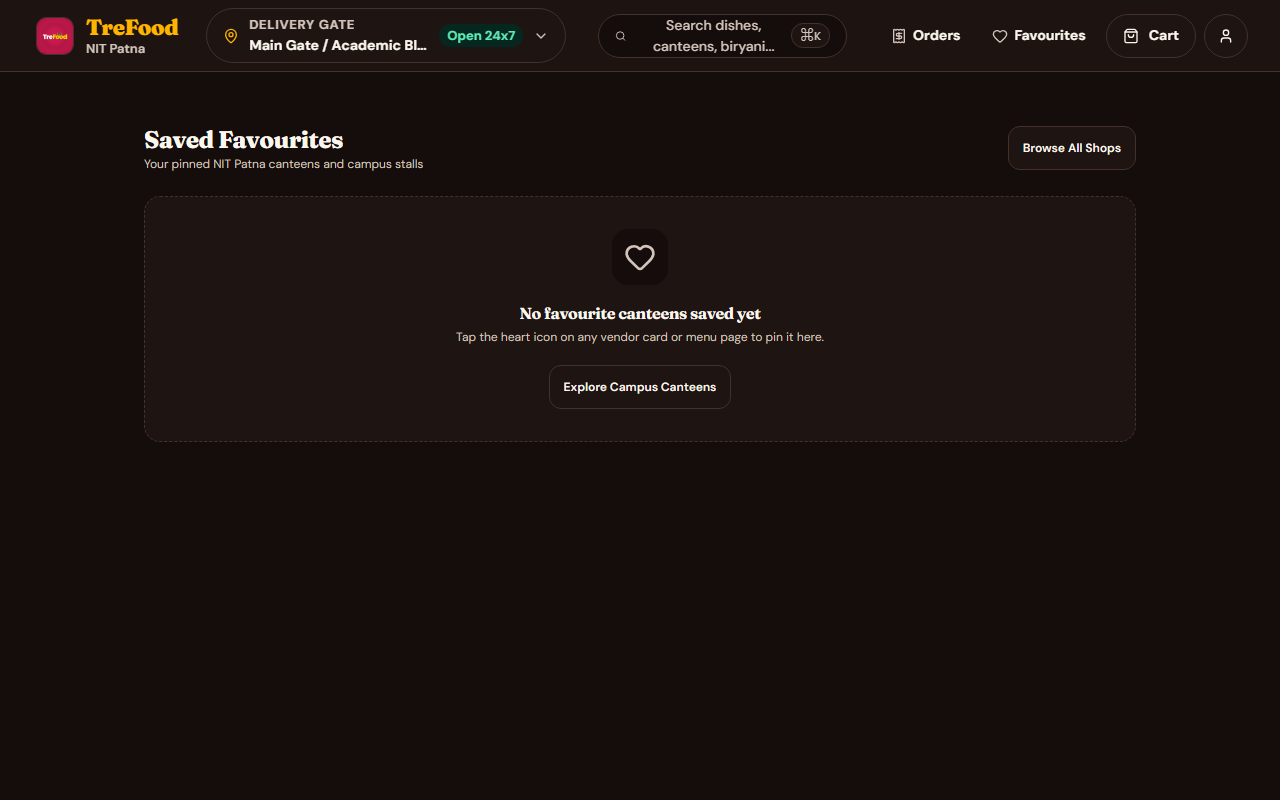 TreFood
TreFood
NIT Patna
DELIVERY GATE
Main Gate / Academic Bl...
Open 24x7
Search dishes,
canteens, biryani...
⌘K
Orders
Favourites
Cart
Saved Favourites
Your pinned NIT Patna canteens and campus stalls
Browse All Shops
No favourite canteens saved yet
Tap the heart icon on any vendor card or menu page to pin it here.
Explore Campus Canteens